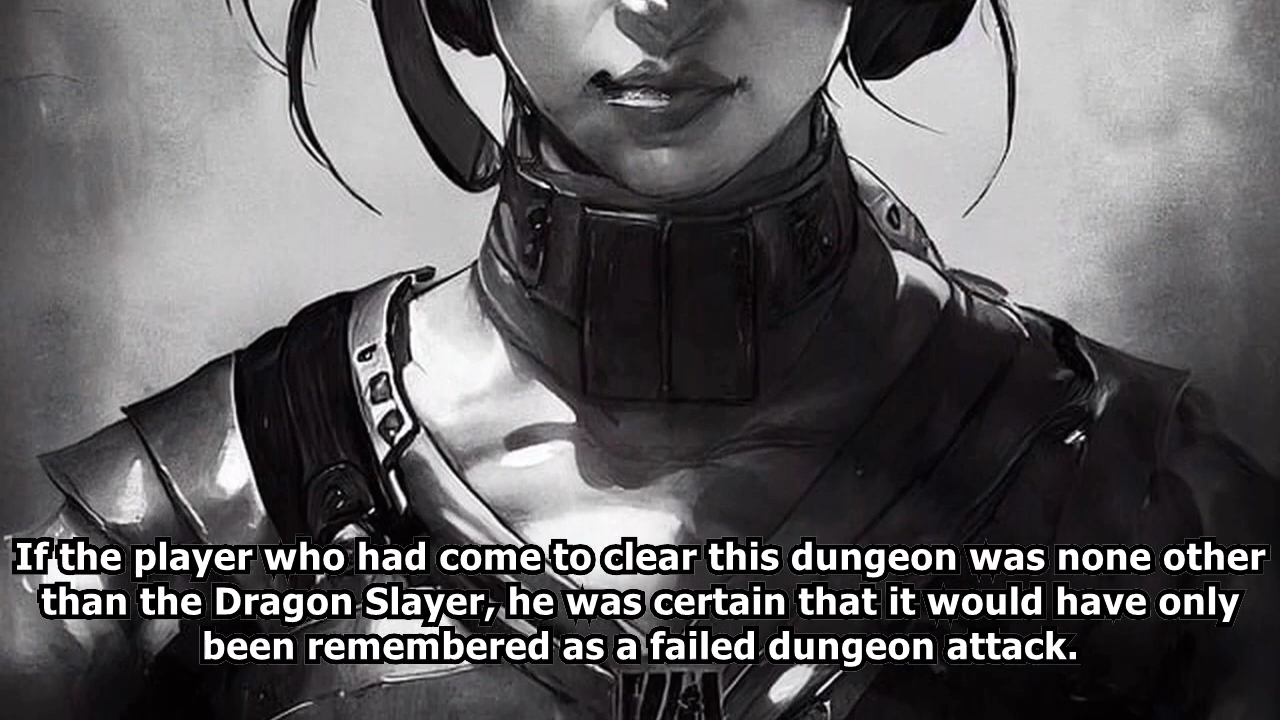 If the player who had come to clear this dungeon was none other
than the Dragon Slayer, he was certain that it would have only
been remembered as a failed dungeon attack.